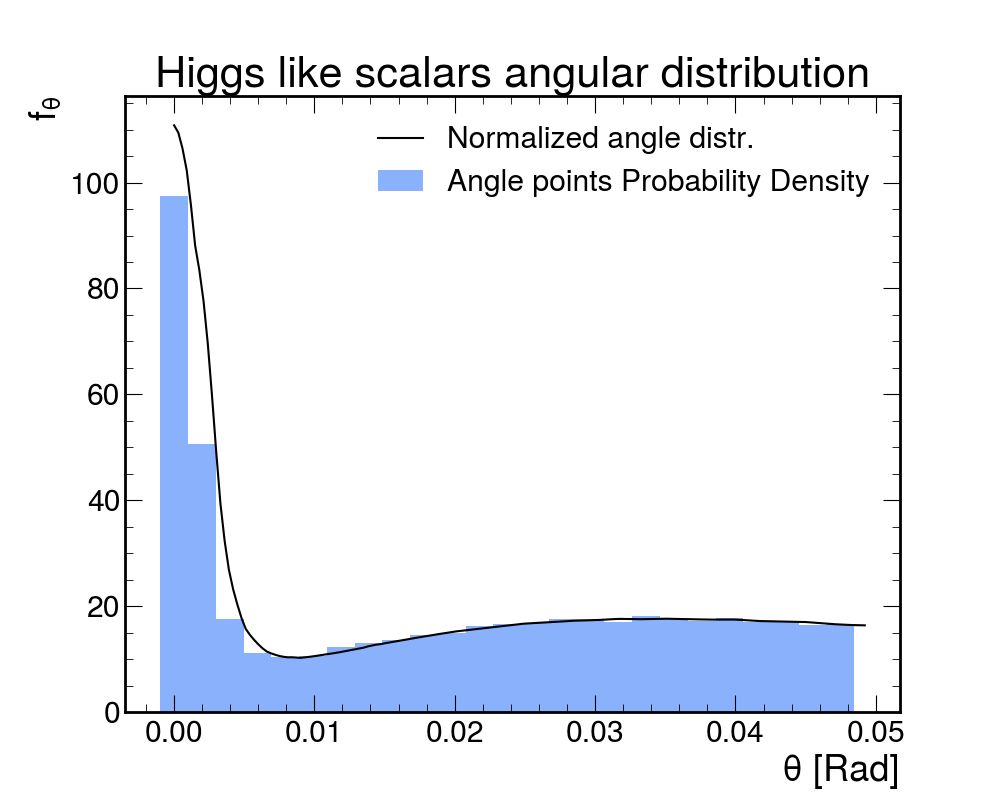 Higgs like scalars angular distribution
fθ
Normalized angle distr.
Angle points Probability Density
100
80
60
40
20
0
0.00 0.01 0.02 0.03 0.04 0.05
θ [Rad]